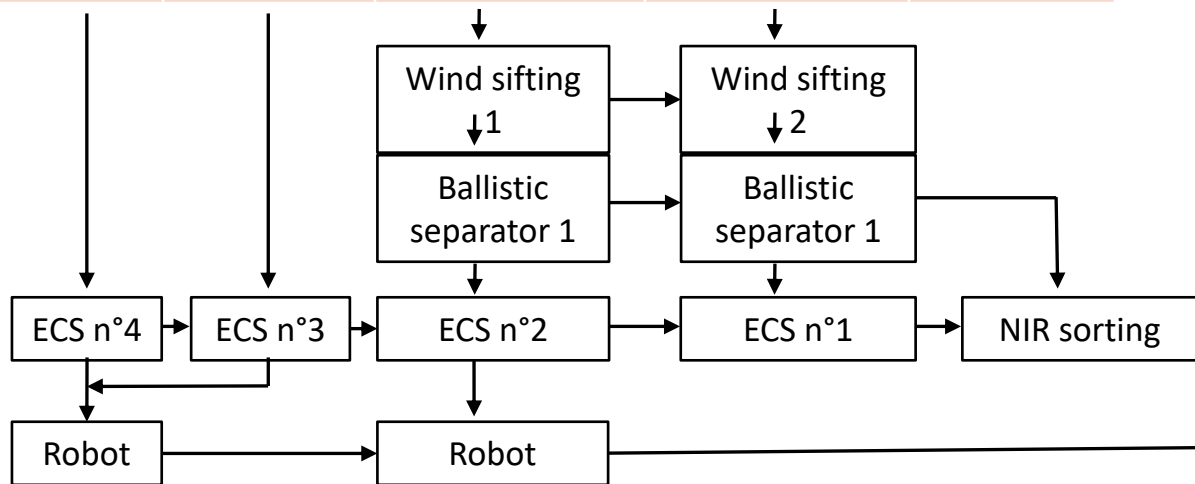 Wind sifting
1
Wind sifting
2
Ballistic
separator 1
Ballistic
separator 1
ECS n°4
ECS n°3
ECS n°2
ECS n°1
NIR sorting
Robot
Robot